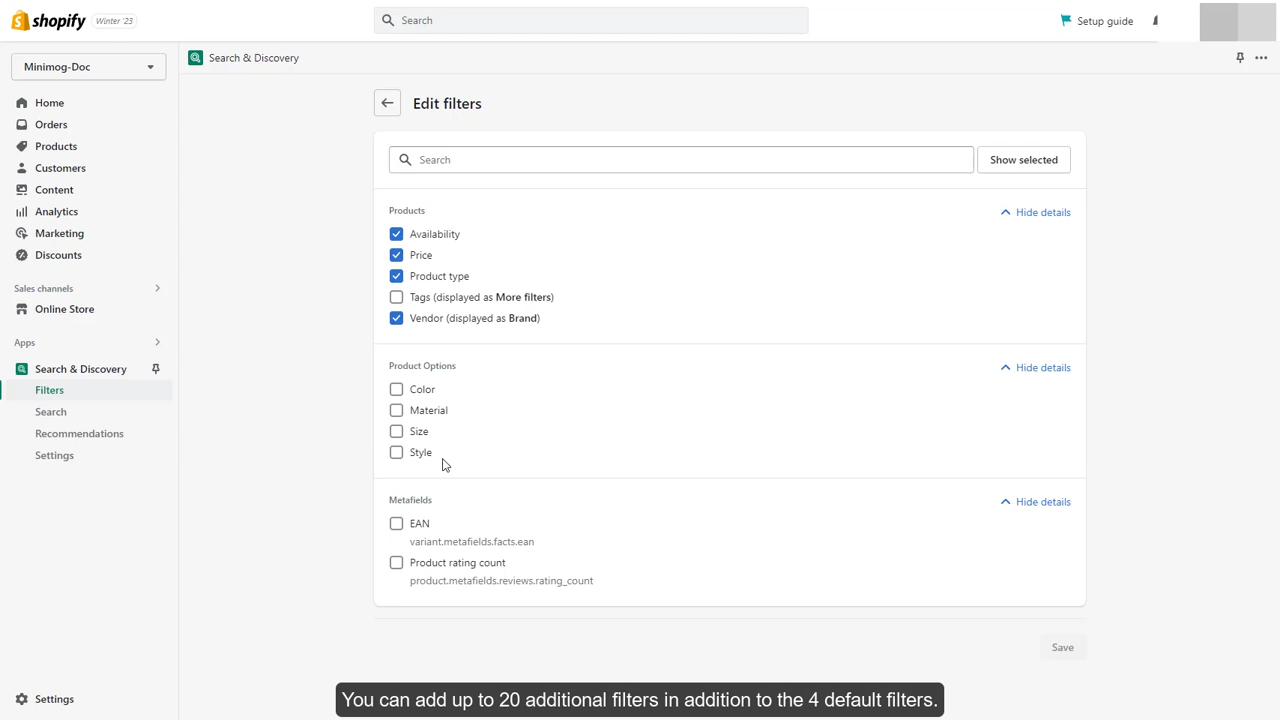 shopify
Winter '23
Search
Setup guide
Minimog-Doc
Search & Discovery
Home
Orders
Products
Customers
Content
Analytics
Marketing
Discounts
Sales channels
Online Store
Apps
Search & Discovery
Filters
Search
Recommendations
Settings
Settings
Edit filters
Search
Show selected
Products
Hide details
Availability
Price
Product type
Tags (displayed as More filters)
Vendor (displayed as Brand)
Product Options
Hide details
Color
Material
Size
Style
Metafields
Hide details
EAN
variant.metafields.facts.ean
Product rating count
product.metafields.reviews.rating_count
Save
You can add up to 20 additional filters in addition to the 4 default filters.